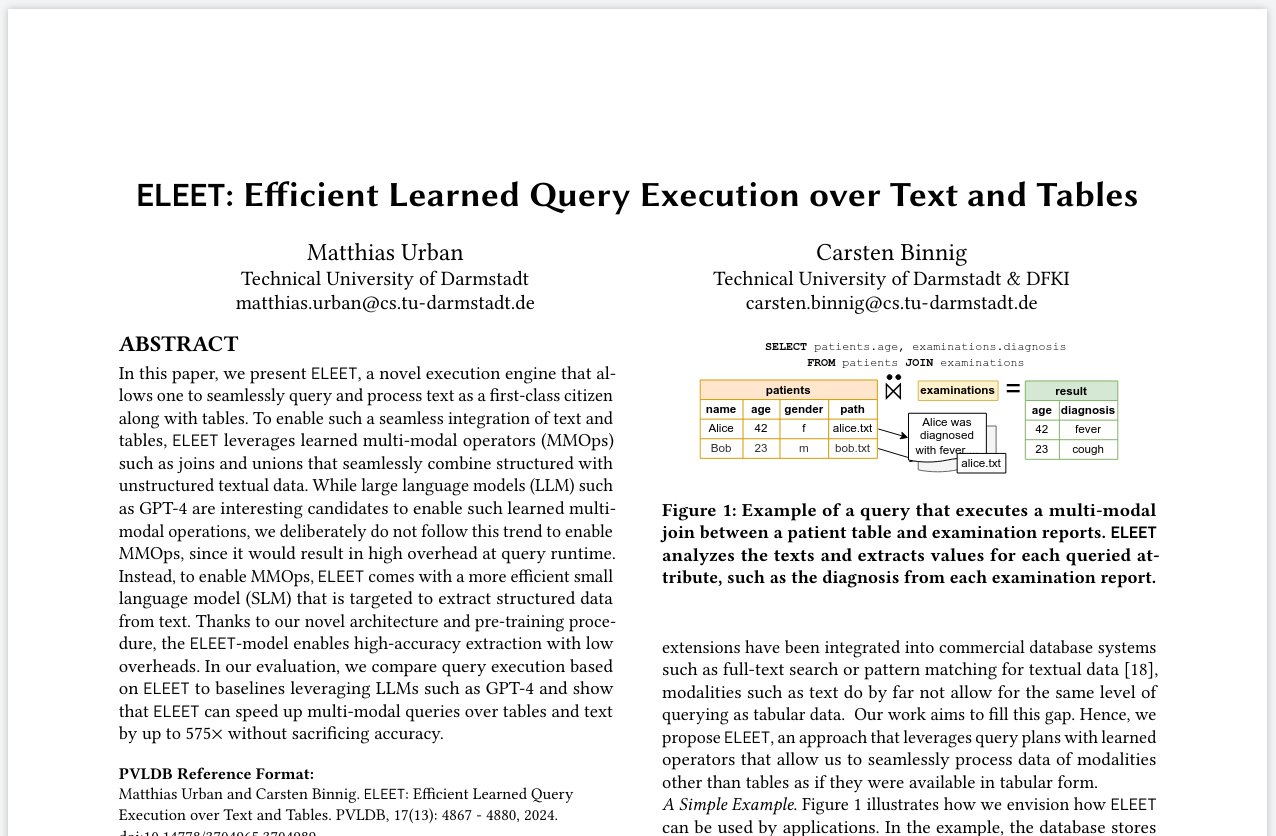 ELEET: Efficient Learned Query Execution over Text and Tables
Matthias Urban
Technical University of Darmstadt
matthias.urban@cs.tu-darmstadt.de
Carsten Binnig
Technical University of Darmstadt & DFKI
carsten.binnig@cs.tu-darmstadt.de
ABSTRACT
In this paper, we present ELEET, a novel execution engine that al-
lows one to seamlessly query and process text as a first-class citizen
along with tables. To enable such a seamless integration of text and
tables, ELEET leverages learned multi-modal operators (MMOps)
such as joins and unions that seamlessly combine structured with
unstructured textual data. While large language models (LLM) such
as GPT-4 are interesting candidates to enable such learned multi-
modal operations, we deliberately do not follow this trend to enable
MMOps, since it would result in high overhead at query runtime.
Instead, to enable MMOps, ELEET comes with a more efficient small
language model (SLM) that is targeted to extract structured data
from text. Thanks to our novel architecture and pre-training proce-
dure, the ELEET-model enables high-accuracy extraction with low
overheads. In our evaluation, we compare query execution based
on ELEET to baselines leveraging LLMs such as GPT-4 and show
that ELEET can speed up multi-modal queries over tables and text
by up to 575× without sacrificing accuracy.
PVLDB Reference Format:
Matthias Urban and Carsten Binnig. ELEET: Efficient Learned Query
Execution over Text and Tables. PVLDB, 17(13): 4867 - 4880, 2024.
SELECT patients.age, examinations.diagnosis
FROM patients JOIN examinations
patients
name age gender path
Alice 42 f alice.txt
Bob 23 m bob.txt
examinations
Alice was
diagnosed
with fever
alice.txt
=
result
age diagnosis
42 fever
23 cough
Figure 1: Example of a query that executes a multi-modal
join between a patient table and examination reports. ELEET
analyzes the texts and extracts values for each queried at-
tribute, such as the diagnosis from each examination report.
extensions have been integrated into commercial database systems
such as full-text search or pattern matching for textual data [18],
modalities such as text do by far not allow for the same level of
querying as tabular data. Our work aims to fill this gap. Hence, we
propose ELEET, an approach that leverages query plans with learned
operators that allow us to seamlessly process data of modalities
other than tables as if they were available in tabular form.
A Simple Example. Figure 1 illustrates how we envision how ELEET
can be used by applications. In the example, the database stores